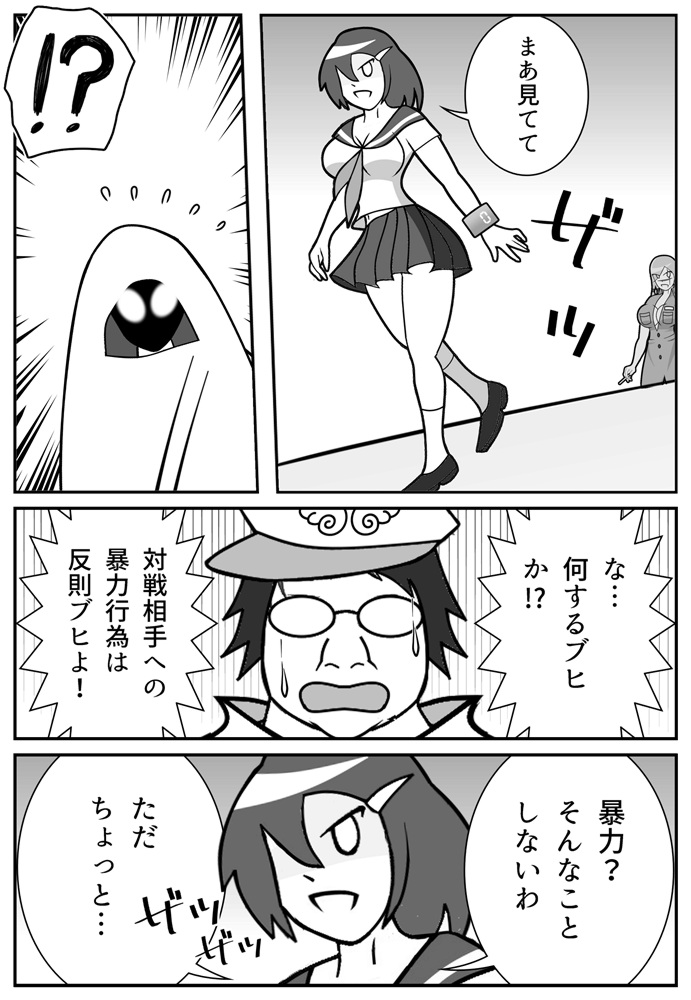 まあ見てて
ザッ
!?
な…
何するブヒ
か!?
対戦相手への
暴力行為は
反則ブヒよ!
暴力?
そんなこと
しないわ
ただ
ちょっと…
ザッ
ザッ